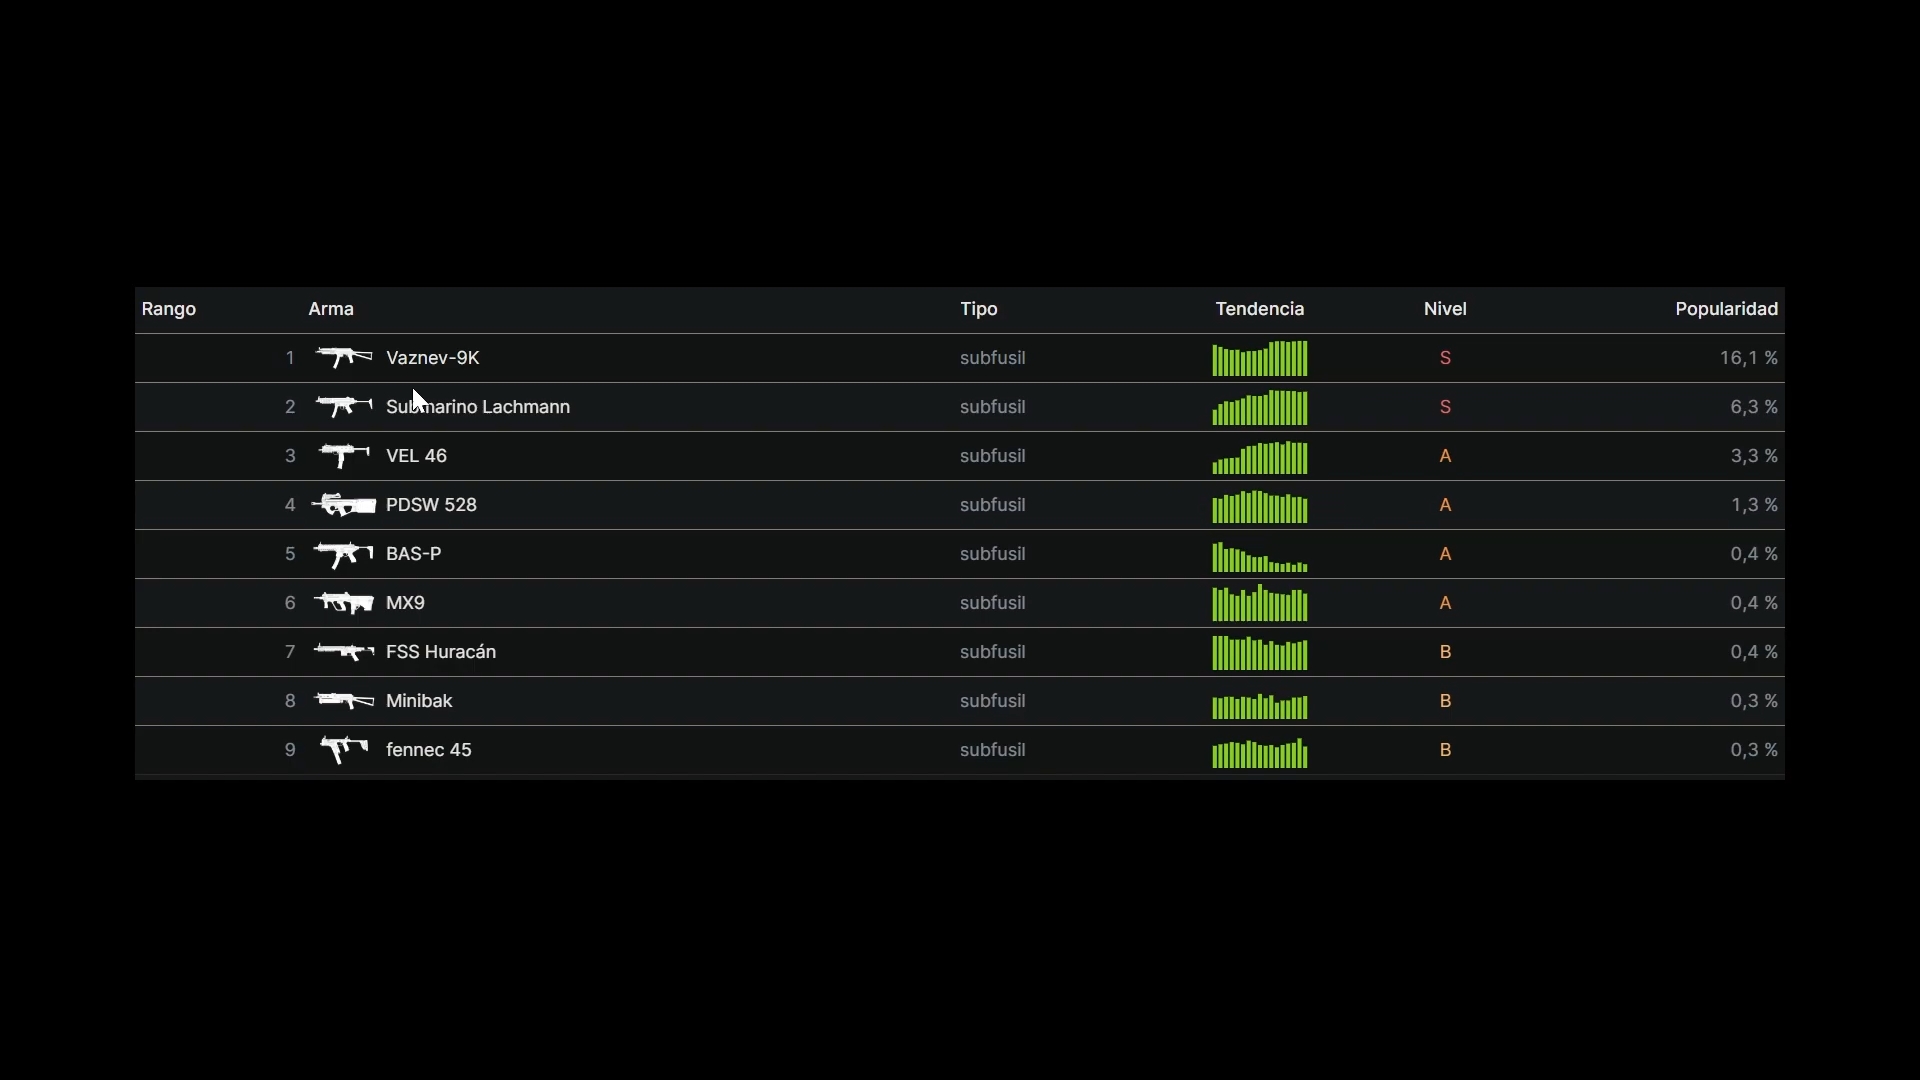 Rango Arma Tipo Tendencia Nivel Popularidad
1 Vaznev-9K subfusil S 16,1 %
2 Submarino Lachmann subfusil S 6,3 %
3 VEL 46 subfusil A 3,3 %
4 PDSW 528 subfusil A 1,3 %
5 BAS-P subfusil A 0,4 %
6 MX9 subfusil A 0,4 %
7 FSS Huracán subfusil B 0,4 %
8 Minibak subfusil B 0,3 %
9 fennec 45 subfusil B 0,3 %